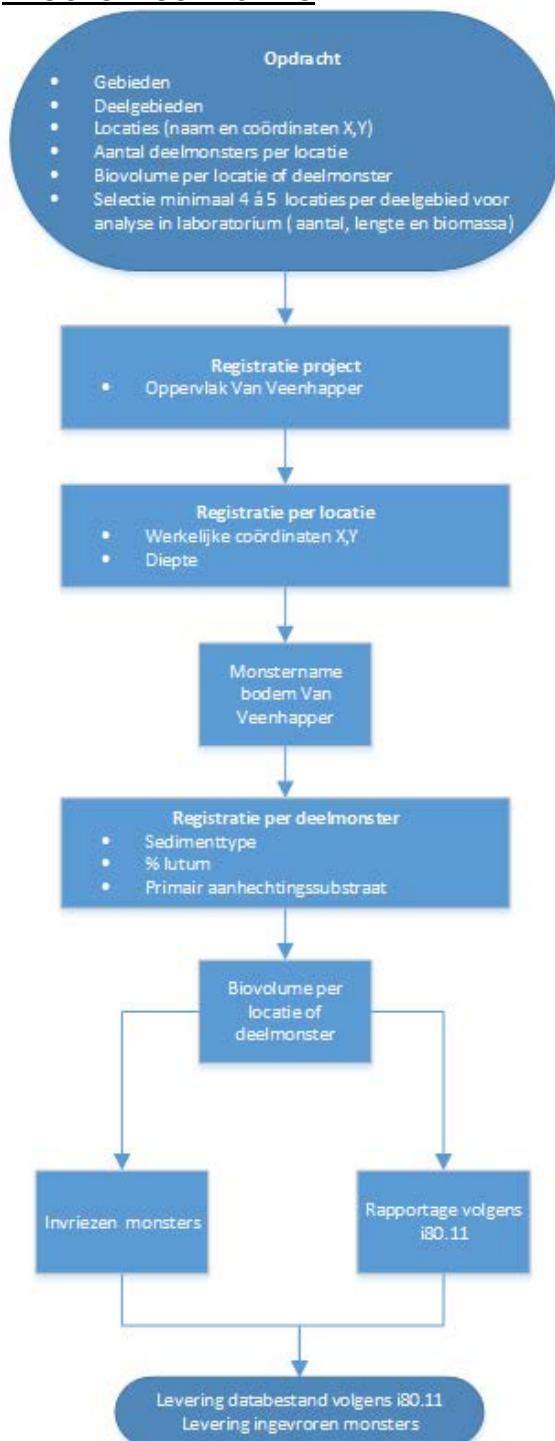 Opdracht
• Gebieden
• Deelgebieden
• Locaties (naam en coördinaten X,Y)
• Aantal deelmonsters per locatie
• Biovolume per locatie of deelmonster
• Selectie minimaal 4 á 5 locaties per deelgebied voor
analyse in laboratorium ( aantal, lengte en biomassa)
Registratie project
• Oppervlak Van Veenhapper
Registratie per locatie
• Werkelijke coördinaten X,Y
• Diepte
Monstername
bodem Van
Veenhapper
Registratie per deelmonster
• Sedimenttype
• % lutum
• Primair aanhechtingssubstraat
Biovolume per
locatie of
deelmonster
Invriezen monsters
Rapportage volgens
i80.11
Levering databestand volgens i80.11
Levering ingevroren monsters